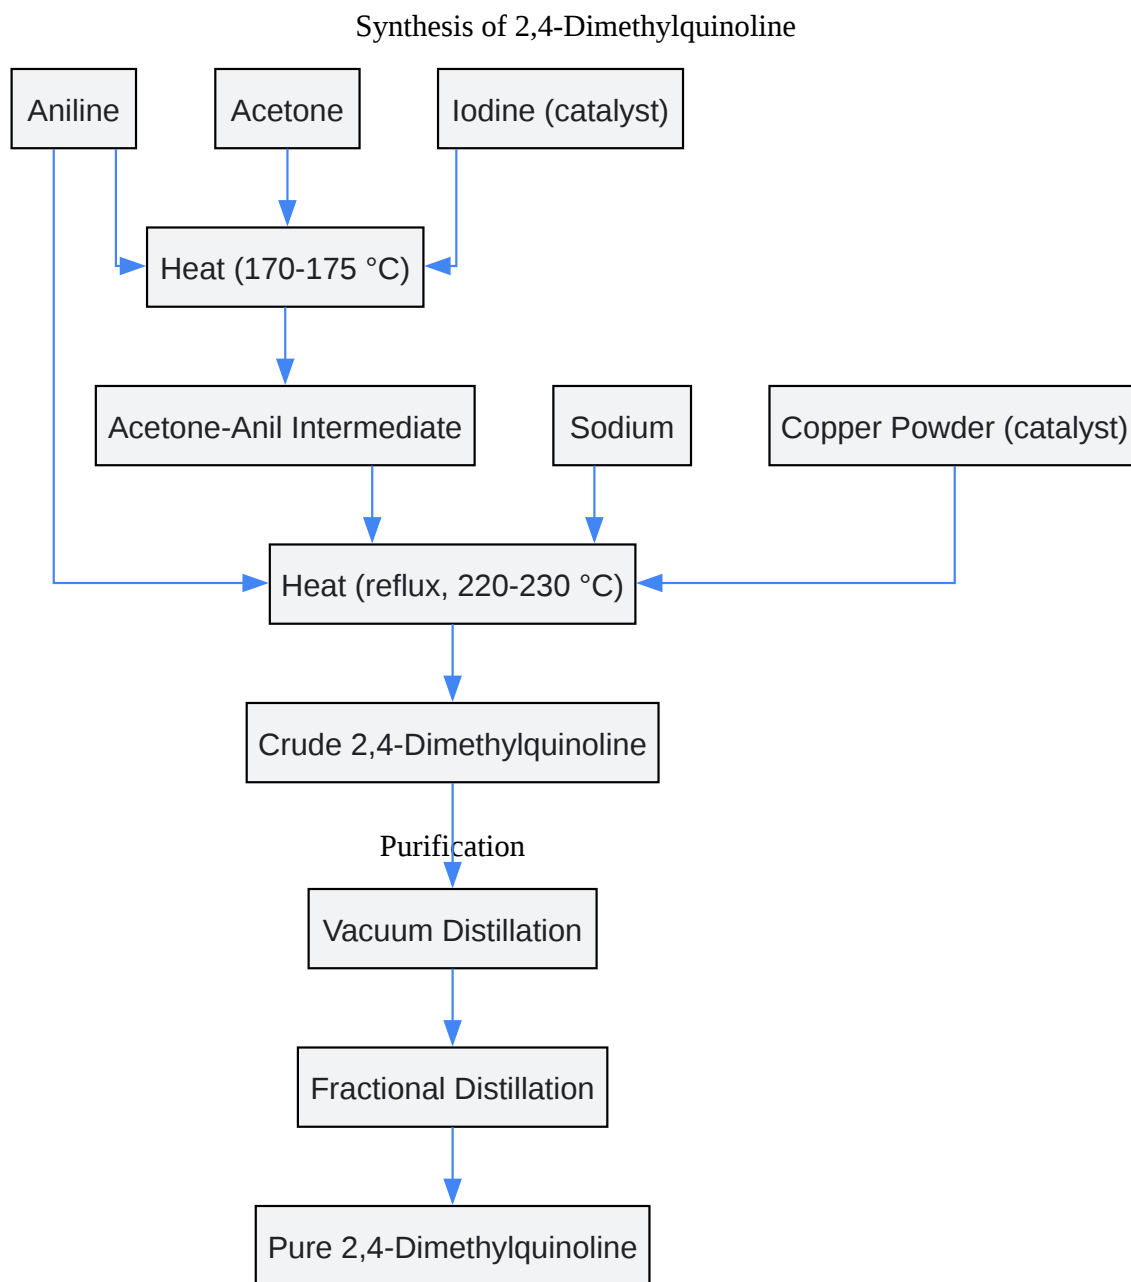 Synthesis of 2,4-Dimethylquinoline
Aniline
Acetone
Iodine (catalyst)
Heat (170-175 °C)
Acetone-Anil Intermediate
Sodium
Copper Powder (catalyst)
Heat (reflux, 220-230 °C)
Crude 2,4-Dimethylquinoline
Purification
Vacuum Distillation
Fractional Distillation
Pure 2,4-Dimethylquinoline